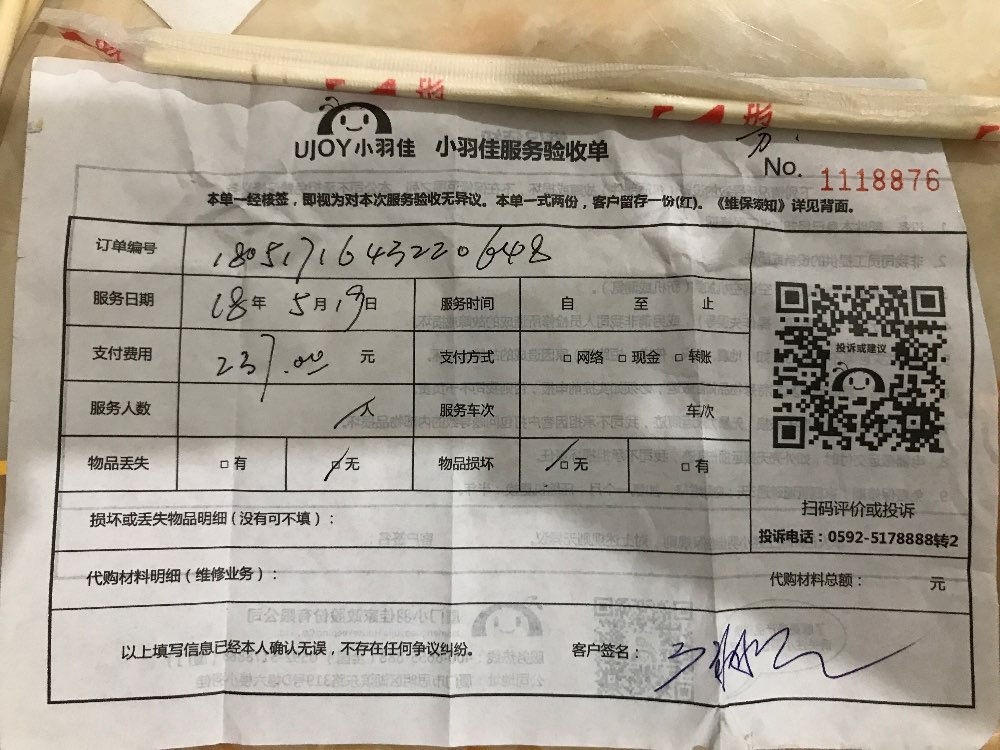 UJOY小羽佳 小羽佳服务验收单
No. 1118876
本单一经核签，即视为对本次服务验收无异议。本单一式两份，客户留存一份(红)。《维保须知》详见背面。
订单编号 180517164322064​8
服务日期 18年 5月19日 服务时间 自 至 止
支付费用 237.00 元 支付方式 □ 网络 □ 现金 □ 转账
服务人数 人 服务车次 车次
物品丢失 □ 有 □ 无 物品损坏 □ 无 □ 有
投诉或建议
损坏或丢失物品明细（没有可不填）：
扫码评价或投诉
投诉电话：0592-5178888转2
代购材料明细（维修业务）： 代购材料总额： 元
以上填写信息已经本人确认无误，不存在任何争议纠纷。 客户签名：